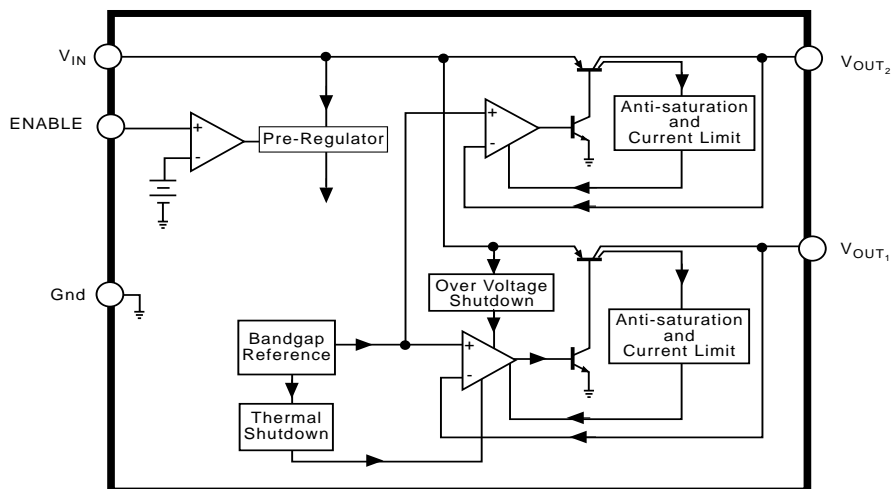 VIN
VOUT2
ENABLE
+
-
Pre-Regulator
+
-
Anti-saturation
and
Current Limit
VOUT1
Gnd
Over Voltage
Shutdown
Bandgap
Reference
+
-
Anti-saturation
and
Current Limit
Thermal
Shutdown